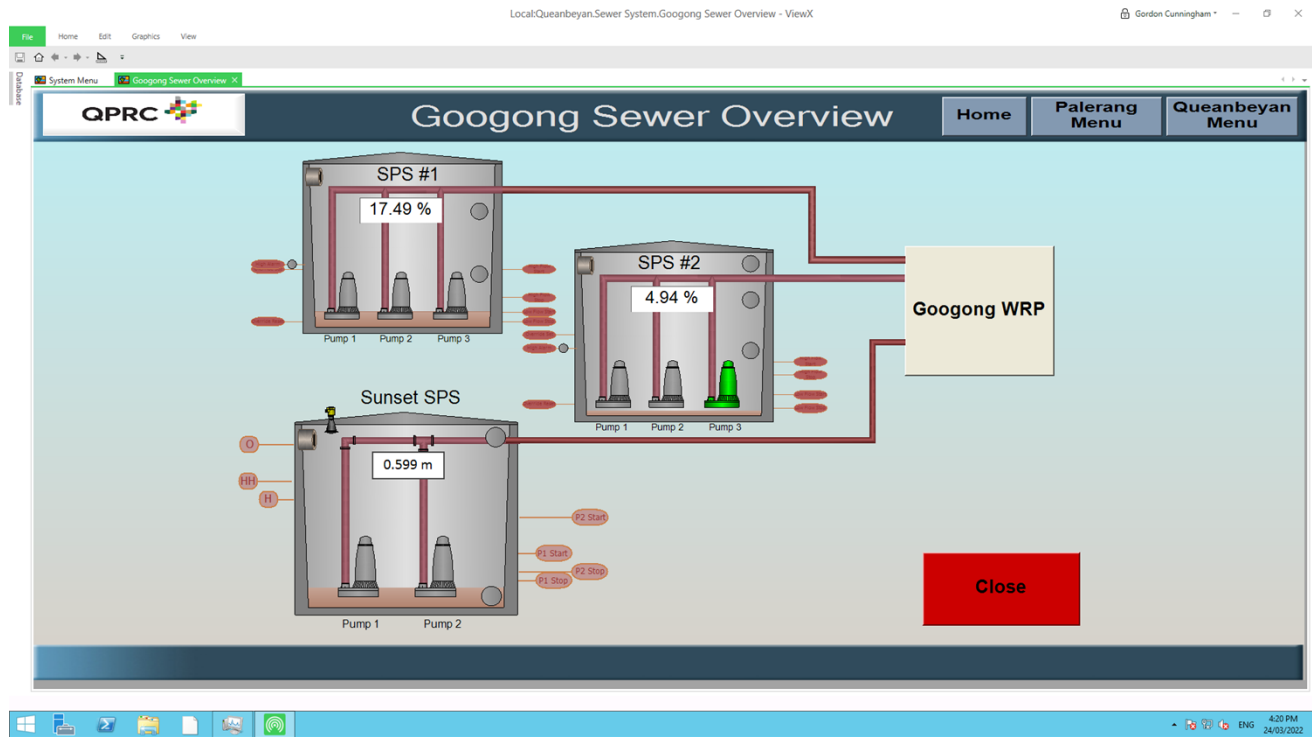 Local:Queanbeyan.Sewer System.Googong Sewer Overview - ViewX
Gordon Cunningham
File Home Edit Graphics View
Database
System Menu
Googong Sewer Overview
QPRC
Googong Sewer Overview
Home
Palerang
Menu
Queanbeyan
Menu
SPS #1
17.49 %
Pump 1 Pump 2 Pump 3
SPS #2
4.94 %
Pump 1 Pump 2 Pump 3
Googong WRP
Sunset SPS
O
HH
H
0.599 m
P2 Start
P1 Start
P2 Stop
P1 Stop
Pump 1 Pump 2
Close
ENG
4:20 PM
24/03/2022